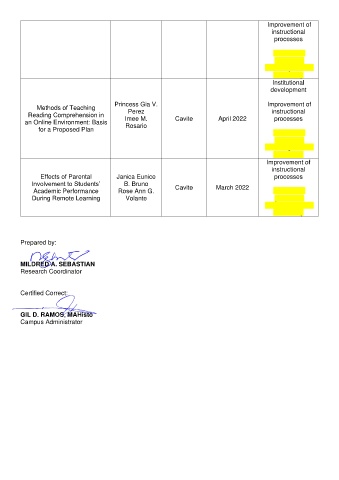 Improvement of
instructional
processes
Methods of Teaching
Reading Comprehension in
an Online Environment: Basis
for a Proposed Plan
Princess Gia V.
Perez
Imee M.
Rosario
Cavite
April 2022
Institutional
development
Improvement of
instructional
processes
Effects of Parental
Involvement to Students'
Academic Performance
During Remote Learning
Janica Eunice
B. Bruno
Rose Ann G.
Volante
Cavite
March 2022
Improvement of
instructional
processes
Prepared by:
MILDRED A. SEBASTIAN
Research Coordinator
Certified Correct:
GIL D. RAMOS, MAHisto
Campus Administrator